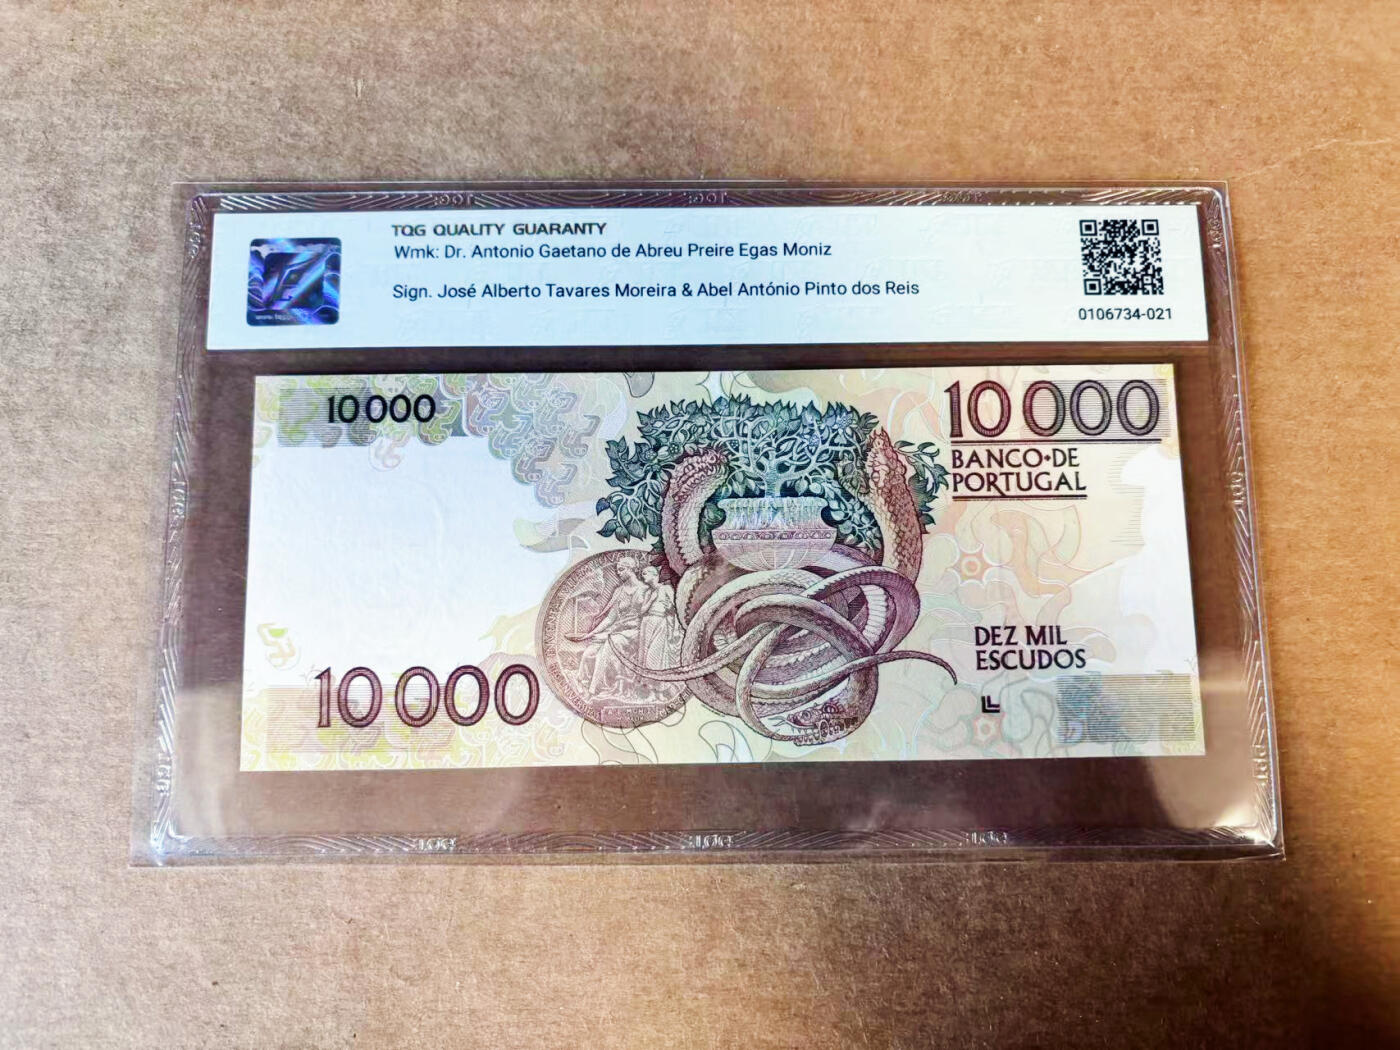 TQG QUALITY GUARANTY
Wmk: Dr. Antonio Gaetano de Abreu Preire Egas Moniz
Sign. José Alberto Tavares Moreira & Abel António Pinto dos Reis
0106734-021
10000
10000
BANCO·DE
PORTUGAL
DEZ MIL
ESCUDOS
LL
10000